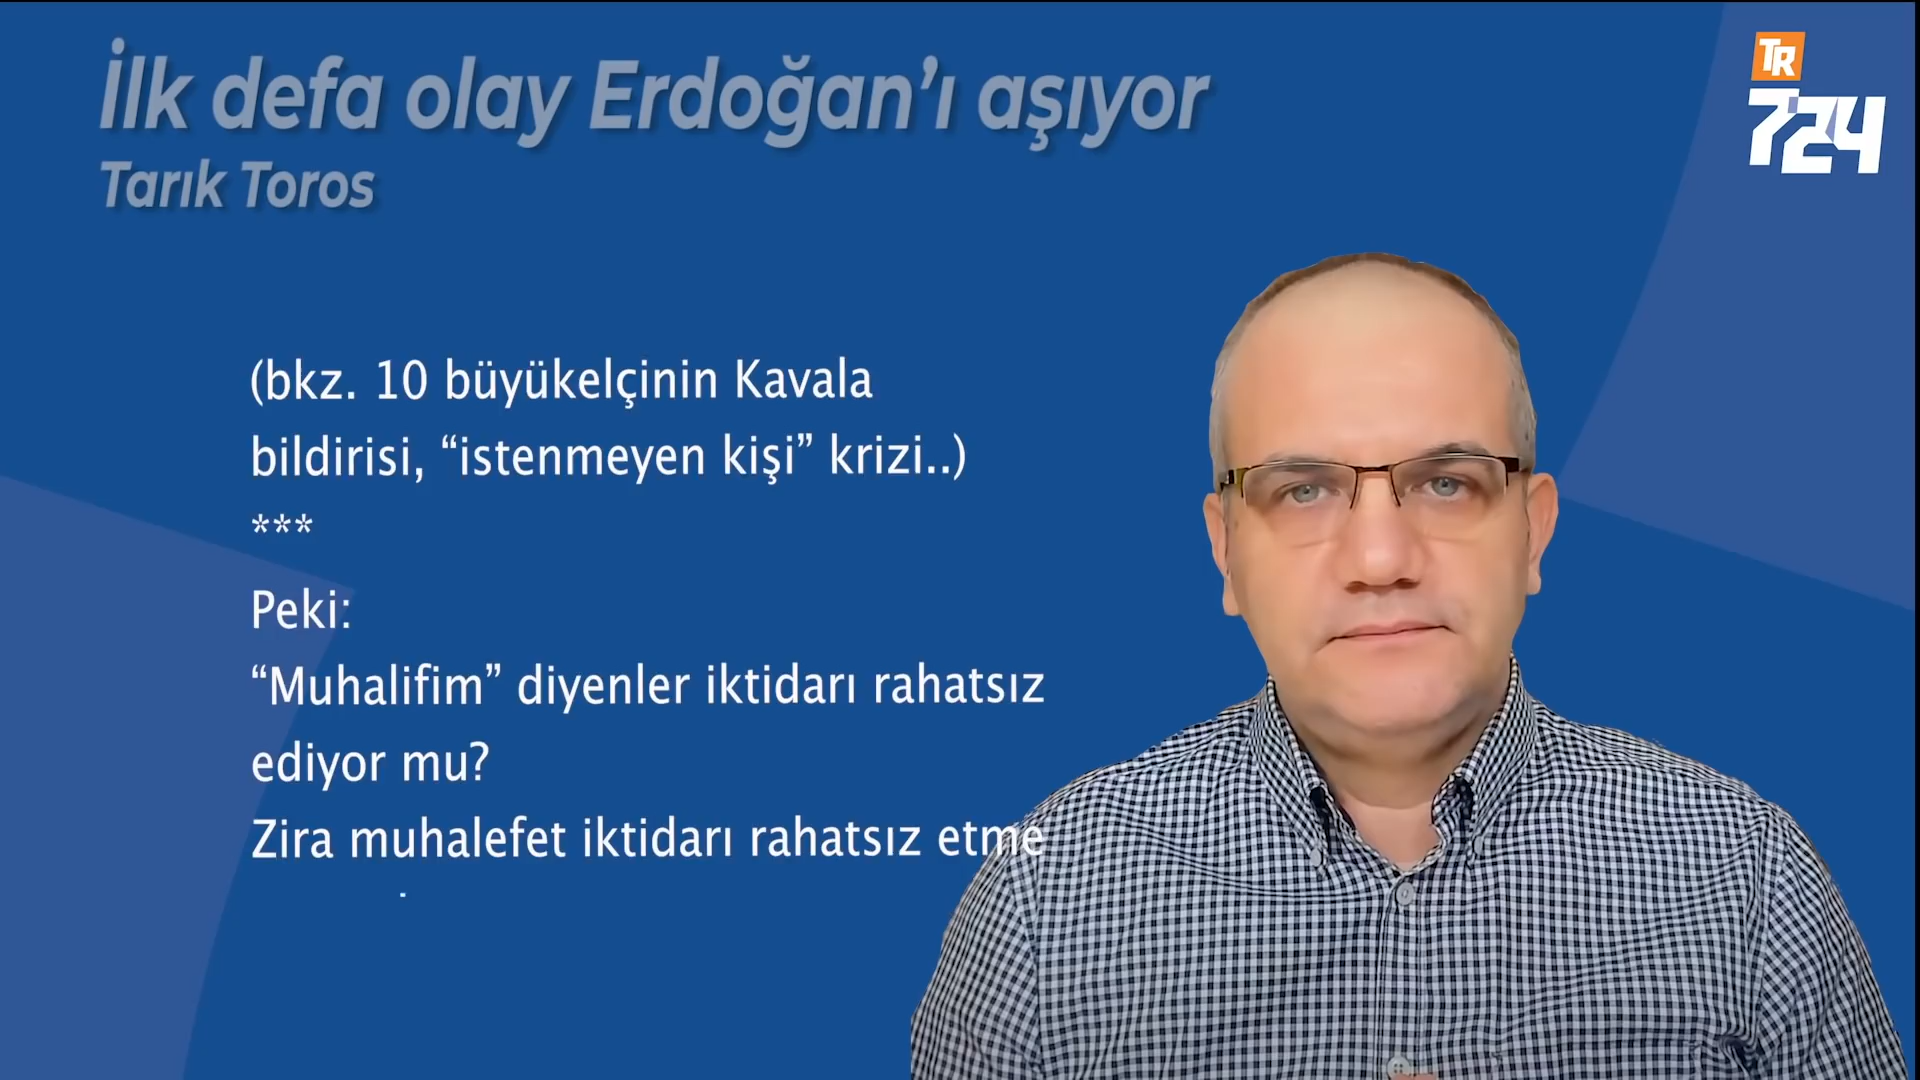 İlk defa olay Erdoğan’ı aşıyor
Tarık Toros
TR
724
(bkz. 10 büyükelçinin Kavala
bildirisi, “istenmeyen kişi” krizi..)
***
Peki:
“Muhalifim” diyenler iktidarı rahatsız
ediyor mu?
Zira muhalefet iktidarı rahatsız etme